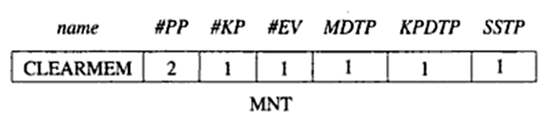 name #PP #KP #EV MDTP KPDTP SSTP
CLEARMEM 2 1 1 1 1 1
MNT